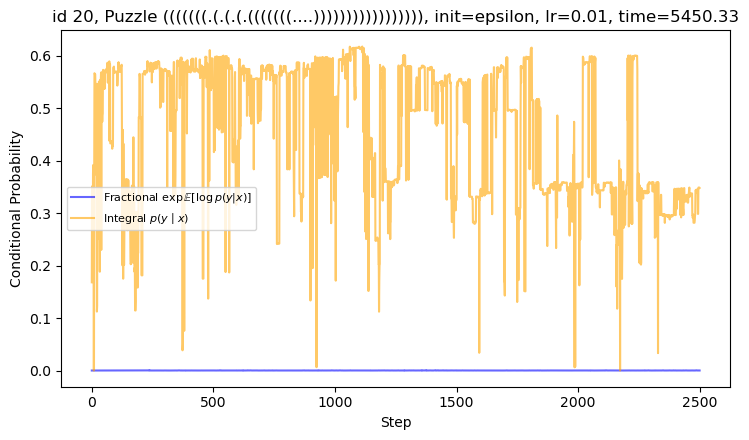 id 20, Puzzle (((((((.(.(.(.(((((((....))))))))))))))))), init=epsilon, lr=0.01, time=5450.33
Conditional Probability
0.6
0.5
0.4
0.3
0.2
0.1
0.0
Fractional exp𝔼[log p(y|x)]
Integral p(y | x)
0
500
1000
1500
2000
2500
Step